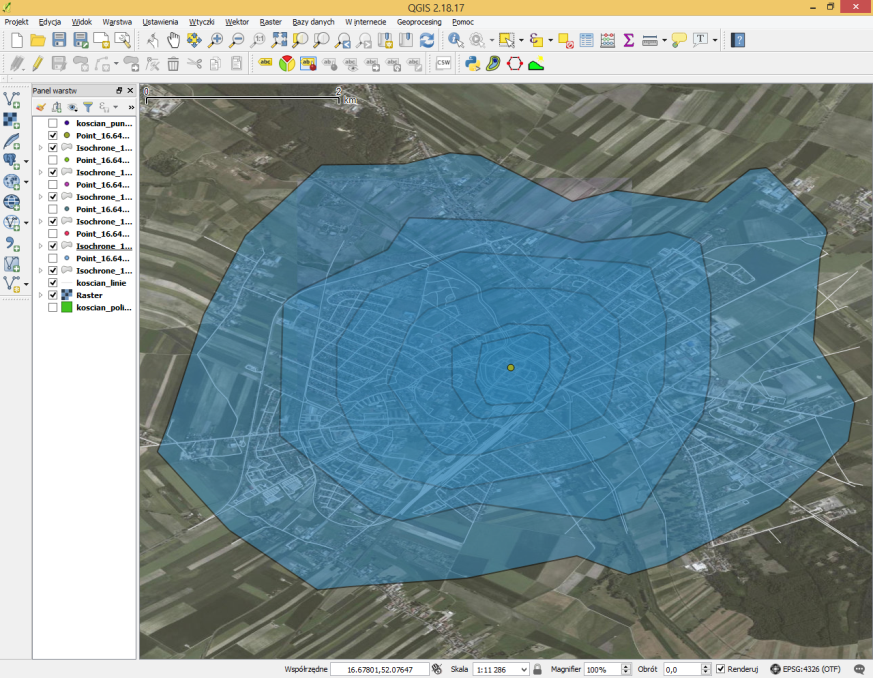 QGIS 2.18.17
Projekt Edycja Widok Warstwa Ustawienia Wtyczki Wektor Raster Bazy danych W internecie Geoprocesing Pomoc
Panel warstw
0 2
km
koscian_pun...
Point_16.64...
Isochrone_1...
Point_16.64...
Isochrone_1...
Point_16.64...
Isochrone_1...
Point_16.64...
Isochrone_1...
Point_16.64...
Isochrone_1...
Point_16.64...
Isochrone_1...
koscian_linie
Raster
koscian_poli...
Współrzędne 16.67801,52.07647 Skala 1:11 286 Magnifier 100% Obrót 0,0 Renderuj EPSG:4326 (OTF)